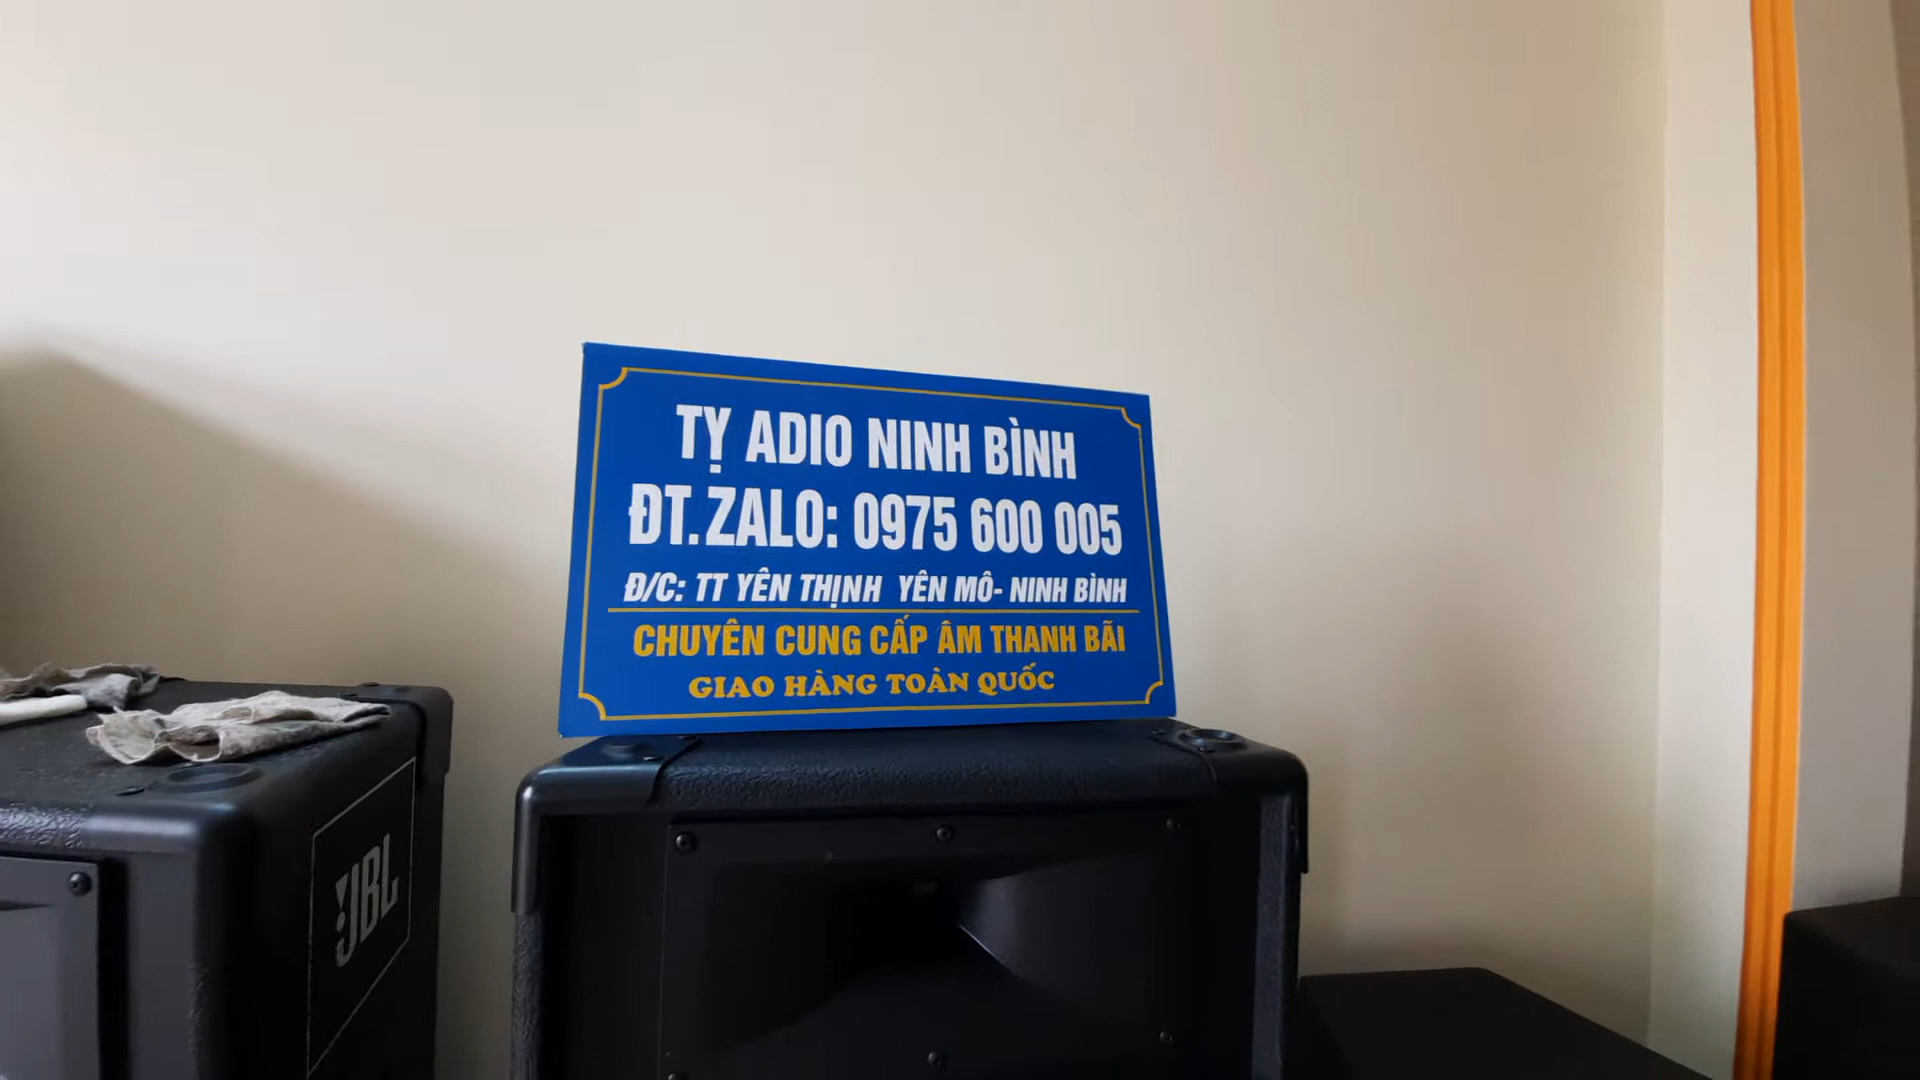 TỴ ADIO NINH BÌNH
ĐT.ZALO: 0975 600 005
Đ/C: TT YÊN THỊNH YÊN MÔ- NINH BÌNH
CHUYÊN CUNG CẤP ÂM THANH BÃI
GIAO HÀNG TOÀN QUỐC
JBL